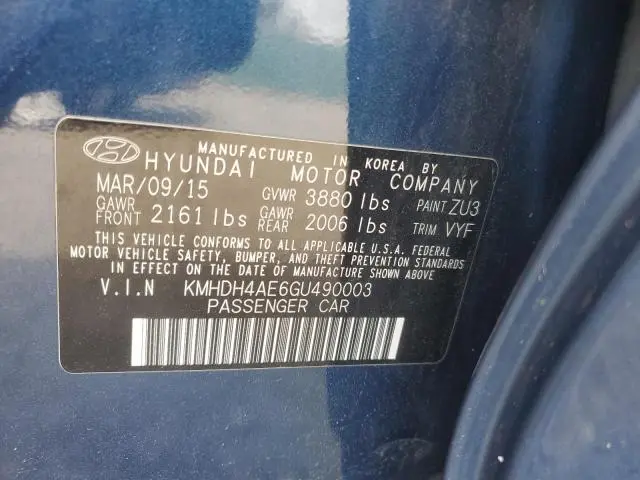 MANUFACTURED IN KOREA BY
HYUNDAI MOTOR COMPANY
MAR/09/15 GVWR 3880 lbs PAINT ZU3
GAWR FRONT 2161 lbs GAWR REAR 2006 lbs TRIM VYF
THIS VEHICLE CONFORMS TO ALL APPLICABLE U.S.A. FEDERAL
MOTOR VEHICLE SAFETY, BUMPER, AND THEFT PREVENTION STANDARDS
IN EFFECT ON THE DATE OF MANUFACTURE SHOWN ABOVE.
V.I.N KMHDH4AE6GU490003
PASSENGER CAR